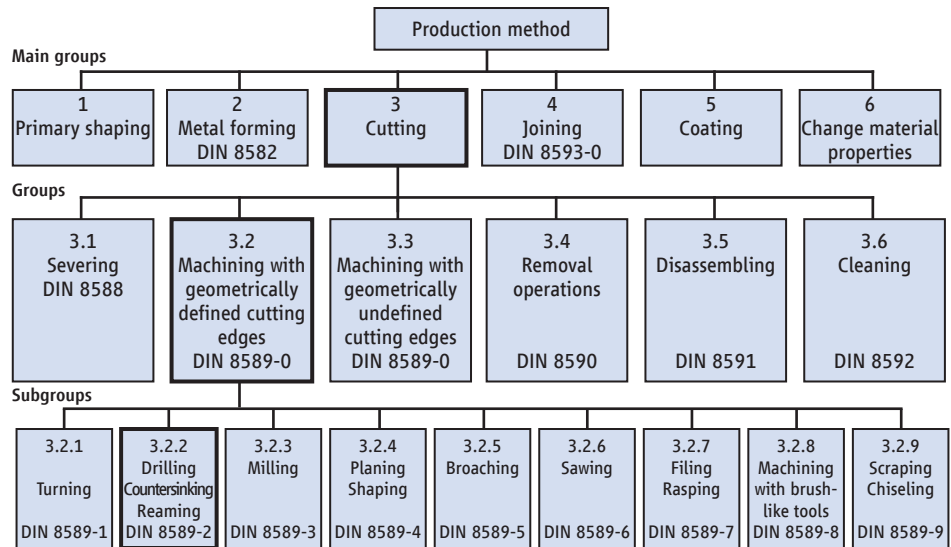 Production method
Main groups
1
Primary shaping
2
Metal forming
DIN 8582
3
Cutting
4
Joining
DIN 8593-0
5
Coating
6
Change material
properties
Groups
3.1
Severing
DIN 8588
3.2
Machining with
geometrically
defined cutting
edges
DIN 8589-0
3.3
Machining with
geometrically
undefined
cutting edges
DIN 8589-0
3.4
Removal
operations
DIN 8590
3.5
Disassembling
DIN 8591
3.6
Cleaning
DIN 8592
Subgroups
3.2.1
Turning
DIN 8589-1
3.2.2
Drilling
Countersinking
Reaming
DIN 8589-2
3.2.3
Milling
DIN 8589-3
3.2.4
Planing
Shaping
DIN 8589-4
3.2.5
Broaching
DIN 8589-5
3.2.6
Sawing
DIN 8589-6
3.2.7
Filing
Rasping
DIN 8589-7
3.2.8
Machining
with brush-
like tools
DIN 8589-8
3.2.9
Scraping
Chiseling
DIN 8589-9